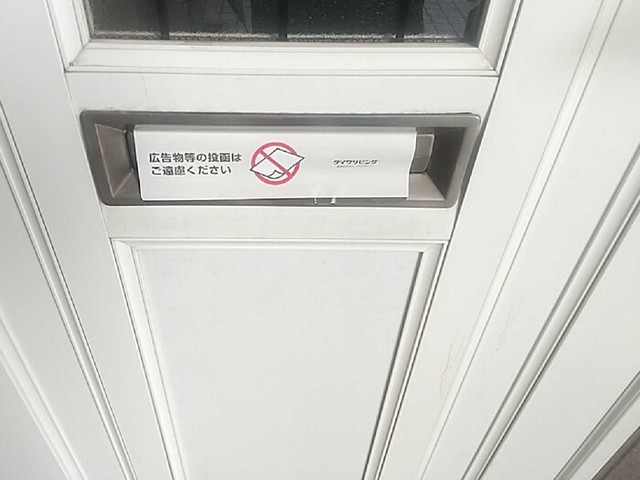 広告物等の投函は
ご遠慮ください
ダイワリビング